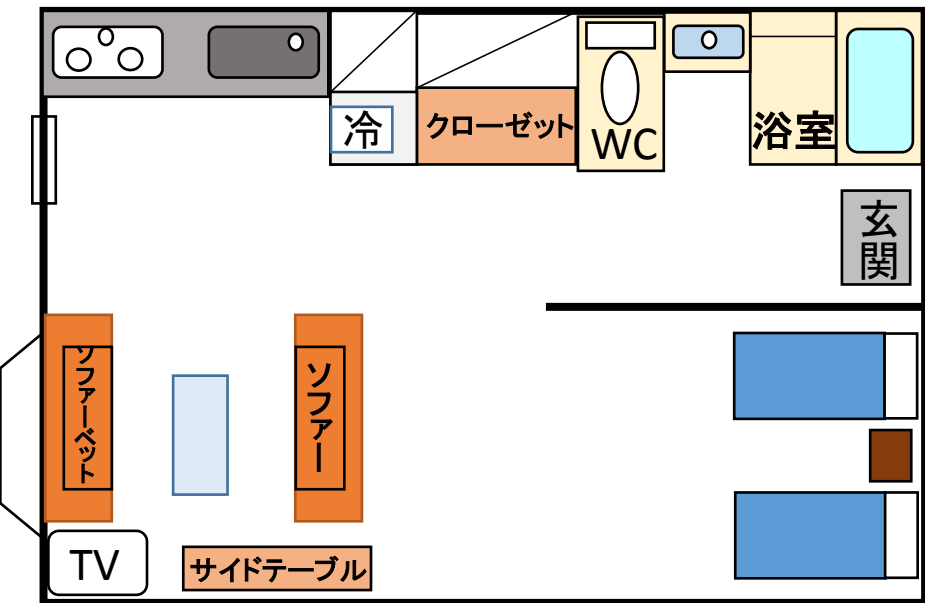 冷
クローゼット
WC
浴室
玄関
ソファーベット
ソファー
TV
サイドテーブル